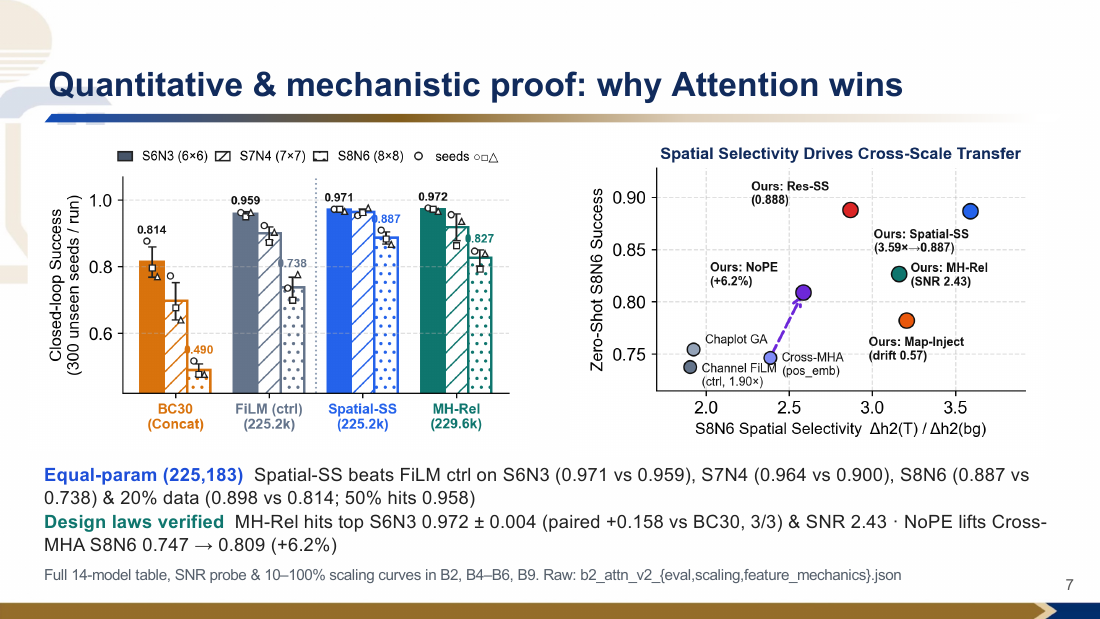 Quantitative & mechanistic proof: why Attention wins
S6N3 (6×6) S7N4 (7×7) S8N6 (8×8) seeds ○□△
Closed-loop Success
(300 unseen seeds / run)
1.0
0.8
0.6
0.814
0.490
0.959
0.738
0.971
0.887
0.972
0.827
BC30
(Concat)
FiLM (ctrl)
(225.2k)
Spatial-SS
(225.2k)
MH-Rel
(229.6k)
Spatial Selectivity Drives Cross-Scale Transfer
Zero-Shot S8N6 Success
0.90
0.85
0.80
0.75
Ours: Res-SS
(0.888)
Ours: Spatial-SS
(3.59×→0.887)
Ours: NoPE
(+6.2%)
Ours: MH-Rel
(SNR 2.43)
Ours: Map-Inject
(drift 0.57)
Chaplot GA
Cross-MHA
(pos_emb)
Channel FiLM
(ctrl, 1.90×)
2.0 2.5 3.0 3.5
S8N6 Spatial Selectivity Δh2(T) / Δh2(bg)
Equal-param (225,183) Spatial-SS beats FiLM ctrl on S6N3 (0.971 vs 0.959), S7N4 (0.964 vs 0.900), S8N6 (0.887 vs
0.738) & 20% data (0.898 vs 0.814; 50% hits 0.958)
Design laws verified MH-Rel hits top S6N3 0.972 ± 0.004 (paired +0.158 vs BC30, 3/3) & SNR 2.43 · NoPE lifts Cross-
MHA S8N6 0.747 → 0.809 (+6.2%)
Full 14-model table, SNR probe & 10–100% scaling curves in B2, B4–B6, B9. Raw: b2_attn_v2_{eval,scaling,feature_mechanics}.json
7